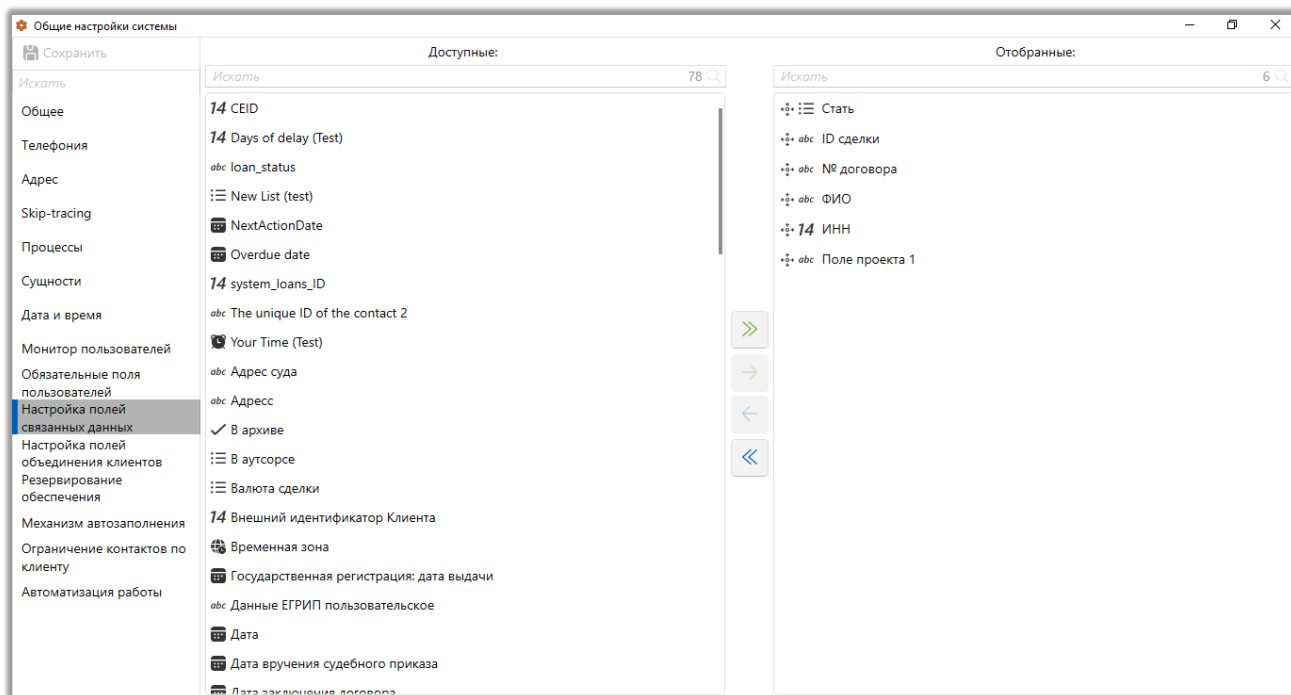 Общие настройки системы
Сохранить
Искать
Общее
Телефония
Адрес
Skip-tracing
Процессы
Сущности
Дата и время
Монитор пользователей
Обязательные поля
пользователей
Настройка полей
связанных данных
Настройка полей
объединения клиентов
Резервирование
обеспечения
Механизм автозаполнения
Ограничение контактов по
клиенту
Автоматизация работы
Доступные:
Искать 78
14 CEID
14 Days of delay (Test)
abc loan_status
New List (test)
NextActionDate
Overdue date
14 system_loans_ID
abc The unique ID of the contact 2
Your Time (Test)
abc Адрес суда
abc Адресс
В архиве
В аутсорсе
Валюта сделки
14 Внешний идентификатор Клиента
Временная зона
Государственная регистрация: дата выдачи
abc Данные ЕГРИП пользовательское
Дата
Дата вручения судебного приказа
Дата заключения договора
Отобранные:
Искать 6
Стать
abc ID сделки
abc № договора
abc ФИО
14 ИНН
abc Поле проекта 1